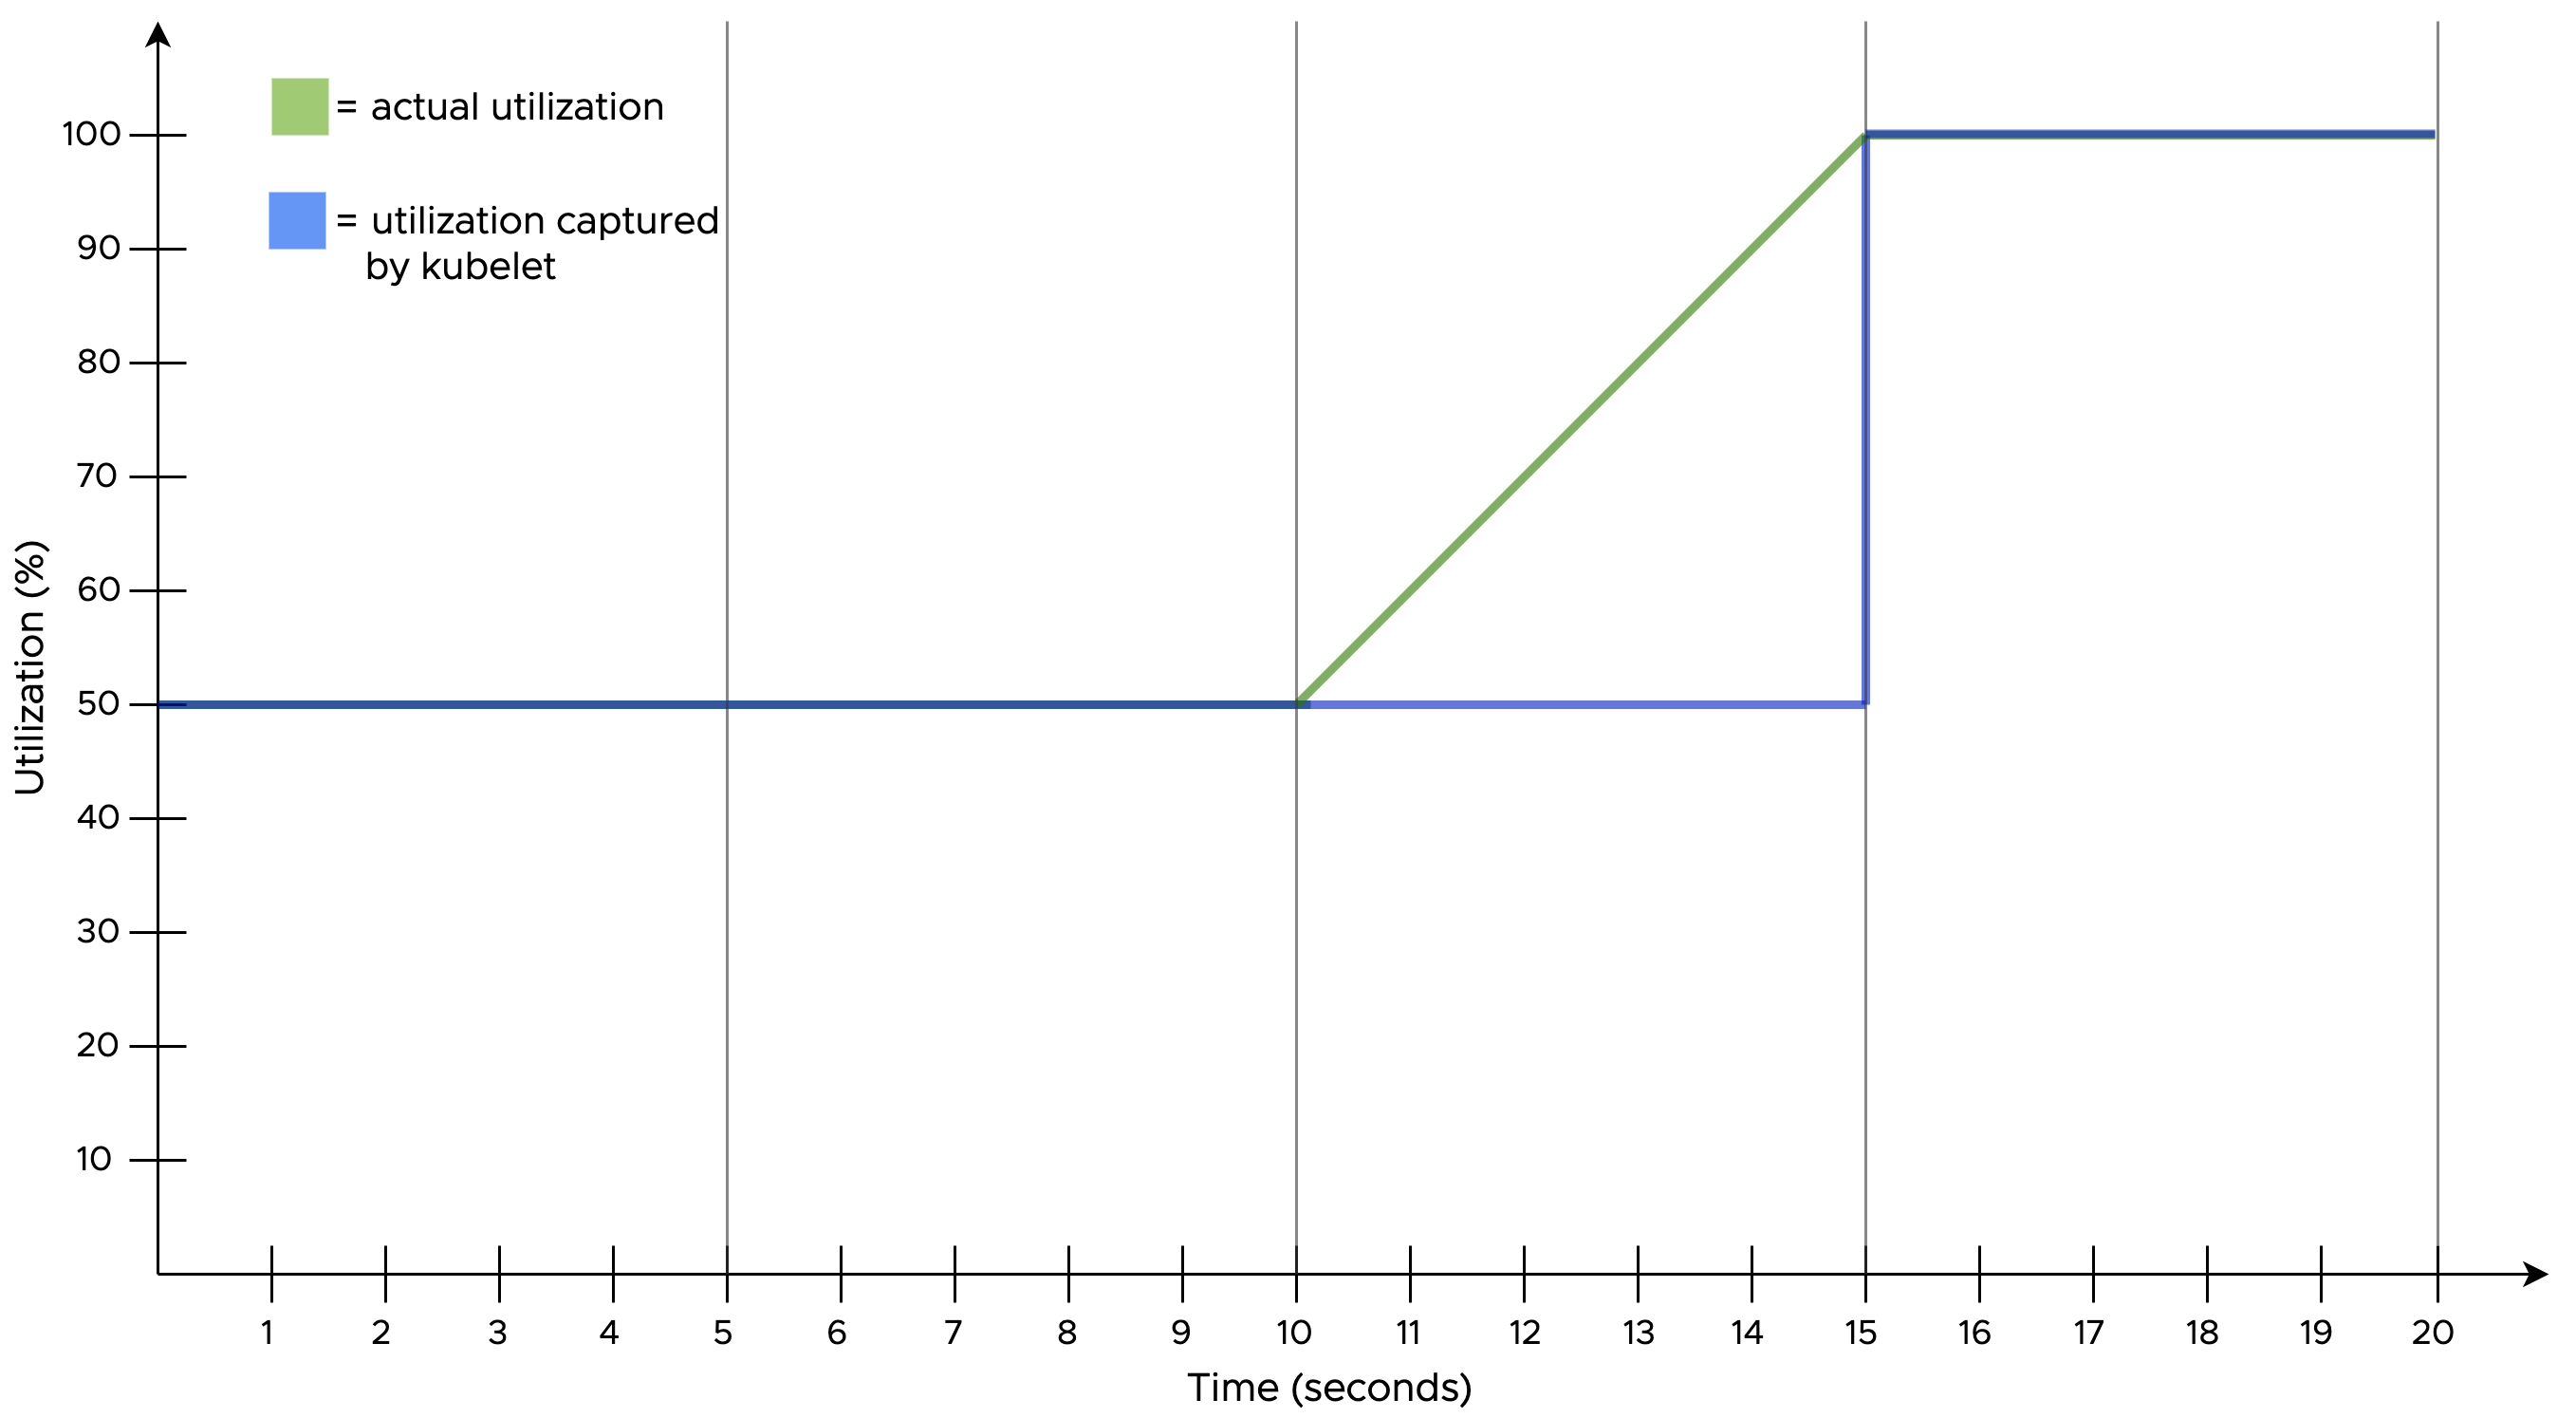 = actual utilization
= utilization captured
by kubelet
100
90
80
70
60
50
40
30
20
10
Utilization (%)
1 2 3 4 5 6 7 8 9 10 11 12 13 14 15 16 17 18 19 20
Time (seconds)